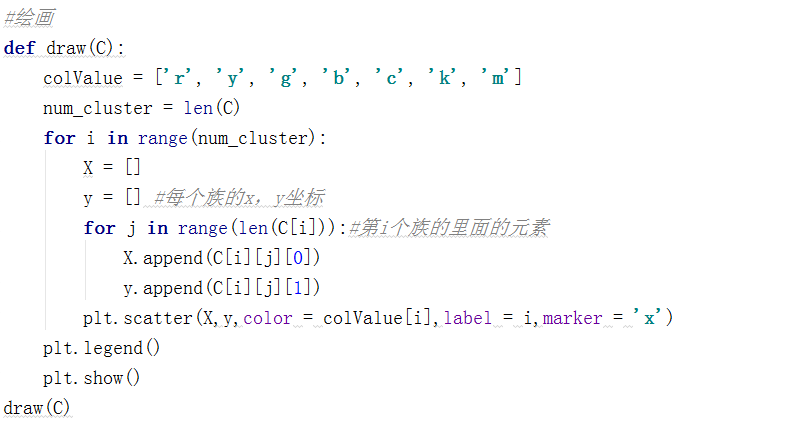 #绘画
def draw(C):
    colValue = ['r', 'y', 'g', 'b', 'c', 'k', 'm']
    num_cluster = len(C)
    for i in range(num_cluster):
        X = []
        y = [] #每个族的x，y坐标
        for j in range(len(C[i])):#第i个族的里面的元素
            X.append(C[i][j][0])
            y.append(C[i][j][1])
        plt.scatter(X,y,color = colValue[i],label = i,marker = 'x')
    plt.legend()
    plt.show()
draw(C)